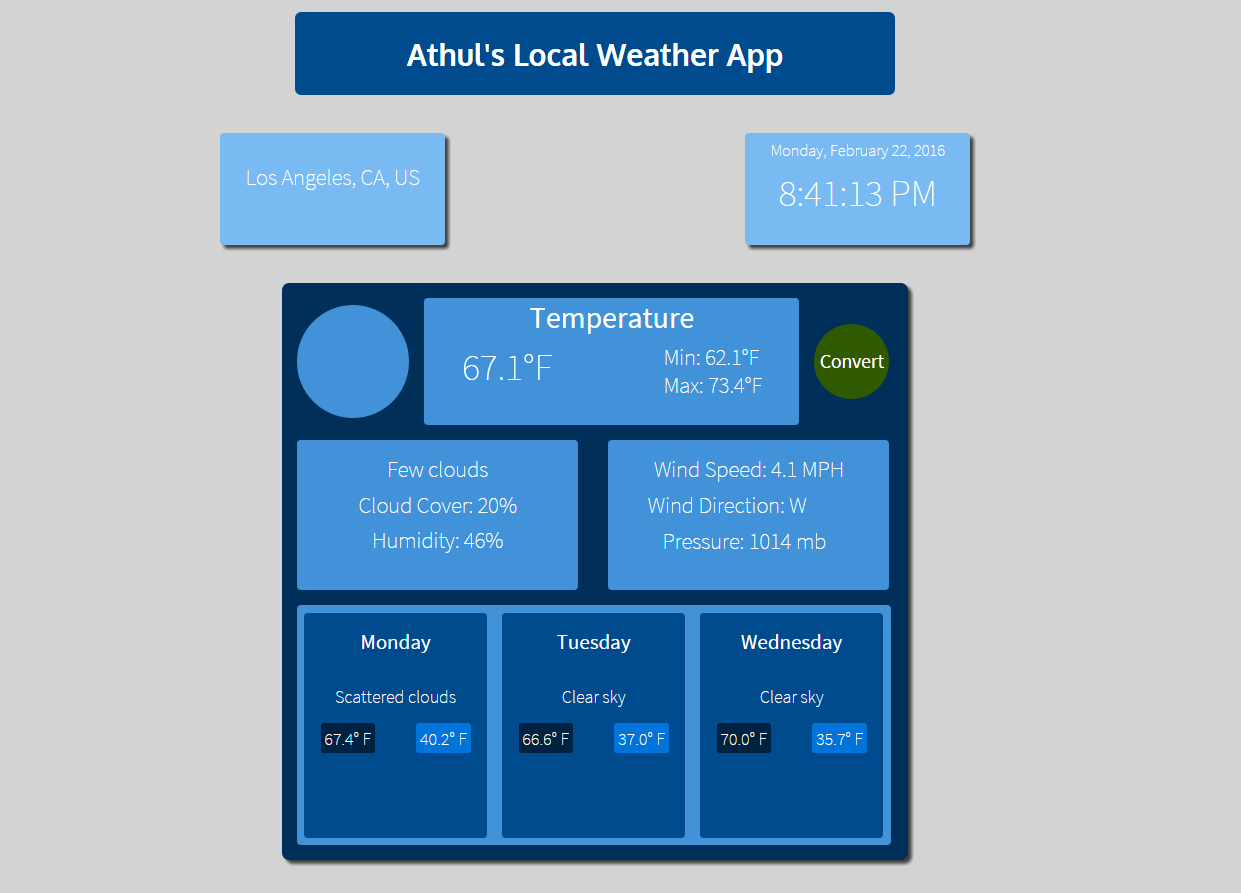 Athul's Local Weather App
Los Angeles, CA, US
Monday, February 22, 2016
8:41:13 PM
Temperature
67.1°F
Min: 62.1°F
Max: 73.4°F
Convert
Few clouds
Cloud Cover: 20%
Humidity: 46%
Wind Speed: 4.1 MPH
Wind Direction: W
Pressure: 1014 mb
Monday
Scattered clouds
67.4° F 40.2° F
Tuesday
Clear sky
66.6° F 37.0° F
Wednesday
Clear sky
70.0° F 35.7° F